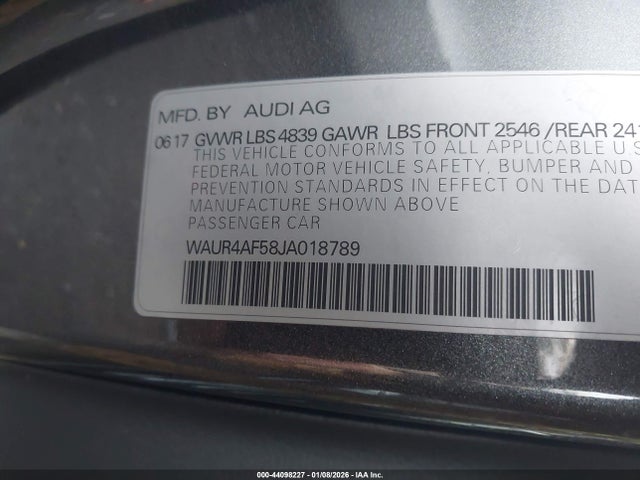 MFD. BY AUDI AG
06 17 GVWR LBS 4839 GAWR LBS FRONT 2546 /REAR 241
THIS VEHICLE CONFORMS TO ALL APPLICABLE U S
FEDERAL MOTOR VEHICLE SAFETY, BUMPER AND
PREVENTION STANDARDS IN EFFECT ON THE DAT
MANUFACTURE SHOWN ABOVE
PASSENGER CAR
WAUR4AF58JA018789
000-44098227 - 01/08/2026 - IAA Inc.